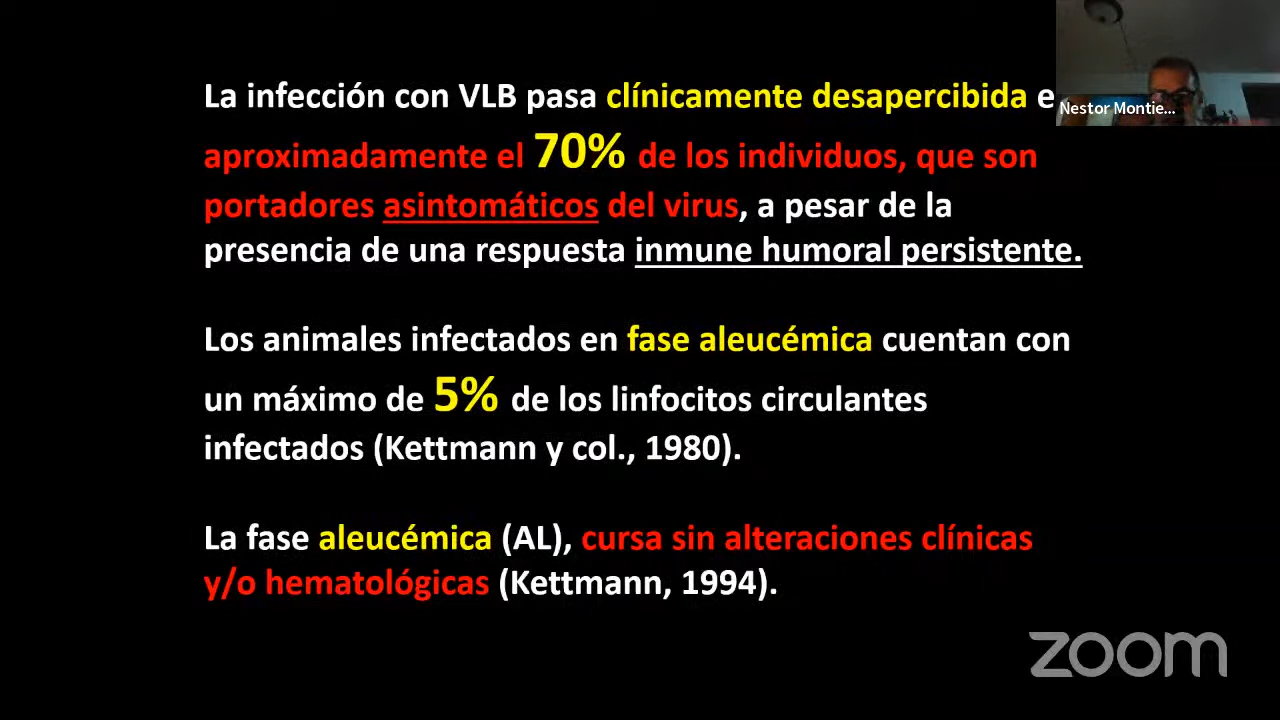 La infección con VLB pasa clínicamente desapercibida e
Nestor Montie...
aproximadamente el 70% de los individuos, que son
portadores asintomáticos del virus, a pesar de la
presencia de una respuesta inmune humoral persistente.
Los animales infectados en fase aleucémica cuentan con
un máximo de 5% de los linfocitos circulantes
infectados (Kettmann y col., 1980).
La fase aleucémica (AL), cursa sin alteraciones clínicas
y/o hematológicas (Kettmann, 1994).
zoom